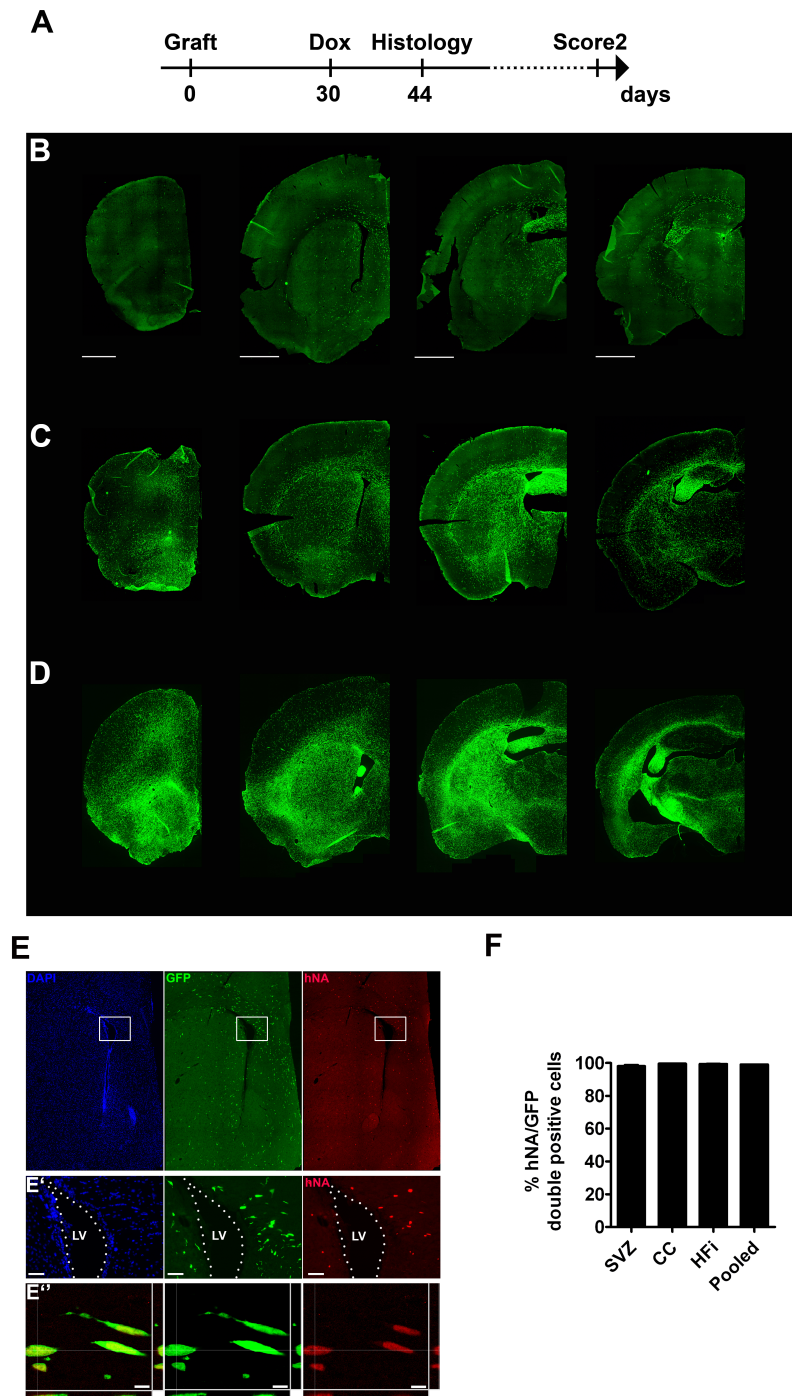 A
Graft Dox Histology Score2
0 30 44 days
B
C
D
E
DAPI GFP hNA
E' hNA
LV LV LV
E''
F
% hNA/GFP
double positive cells
100
80
60
40
20
0
SVZ CC HFi Pooled